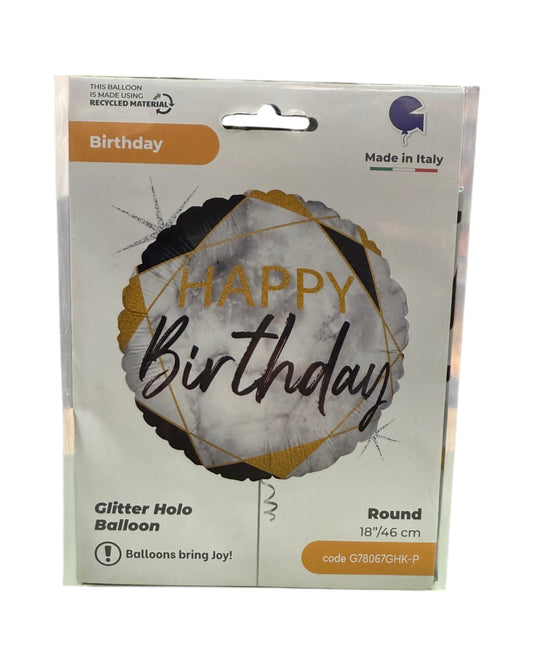 THIS BALLOON
IS MADE USING
RECYCLED MATERIAL
Birthday
Made in Italy
HAPPY
Birthday
Glitter Holo
Balloon
! Balloons bring Joy!
Round
18"/46 cm
code G78067GHK-P